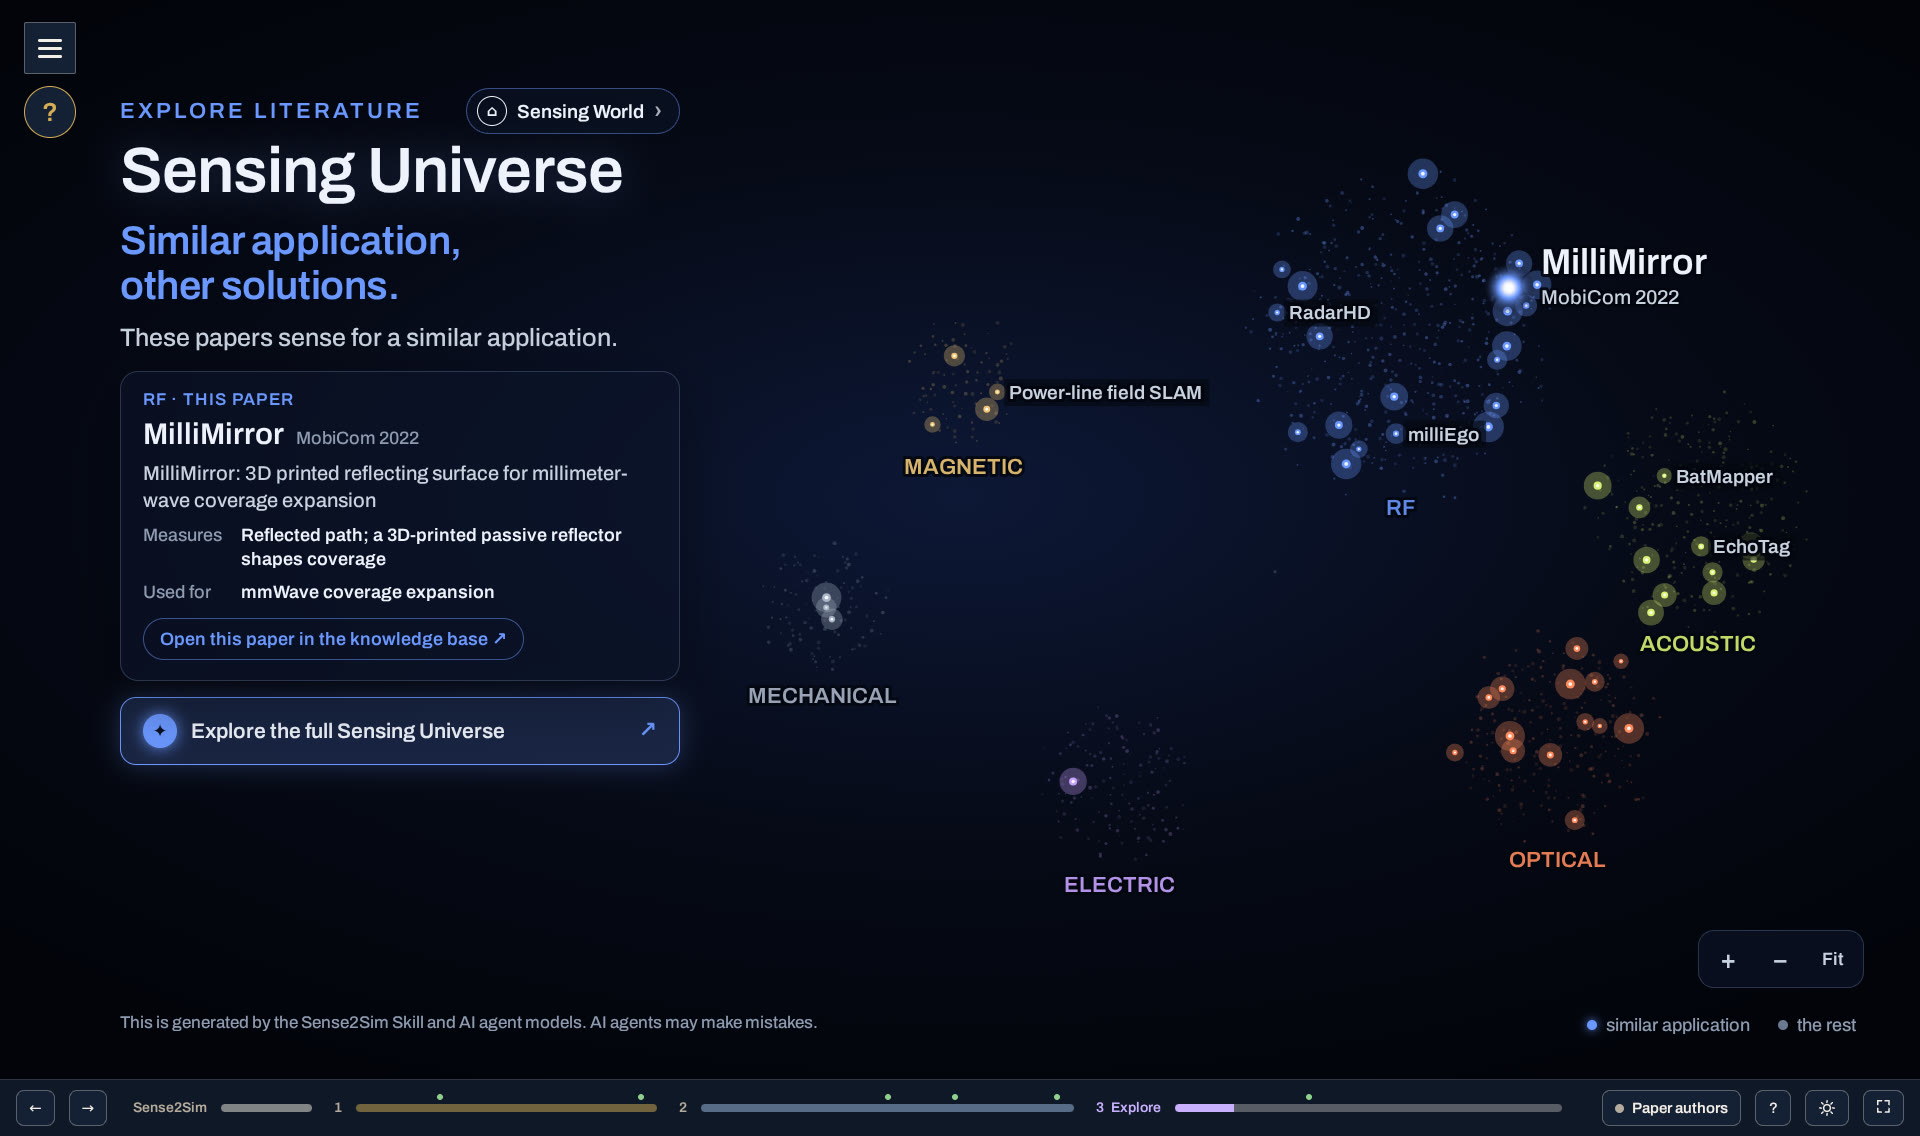 ?
EXPLORE LITERATURE
Sensing World ›
Sensing Universe
Similar application,
other solutions.
These papers sense for a similar application.
RF · THIS PAPER
MilliMirror MobiCom 2022
MilliMirror: 3D printed reflecting surface for millimeter-
wave coverage expansion
Measures Reflected path; a 3D-printed passive reflector
shapes coverage
Used for mmWave coverage expansion
Open this paper in the knowledge base ↗
Explore the full Sensing Universe ↗
MilliMirror
MobiCom 2022
RadarHD
Power-line field SLAM
milliEgo
MAGNETIC
RF
BatMapper
EchoTag
ACOUSTIC
MECHANICAL
OPTICAL
ELECTRIC
+ − Fit
This is generated by the Sense2Sim Skill and AI agent models. AI agents may make mistakes.
similar application the rest
← → Sense2Sim 1 2 3 Explore Paper authors ?